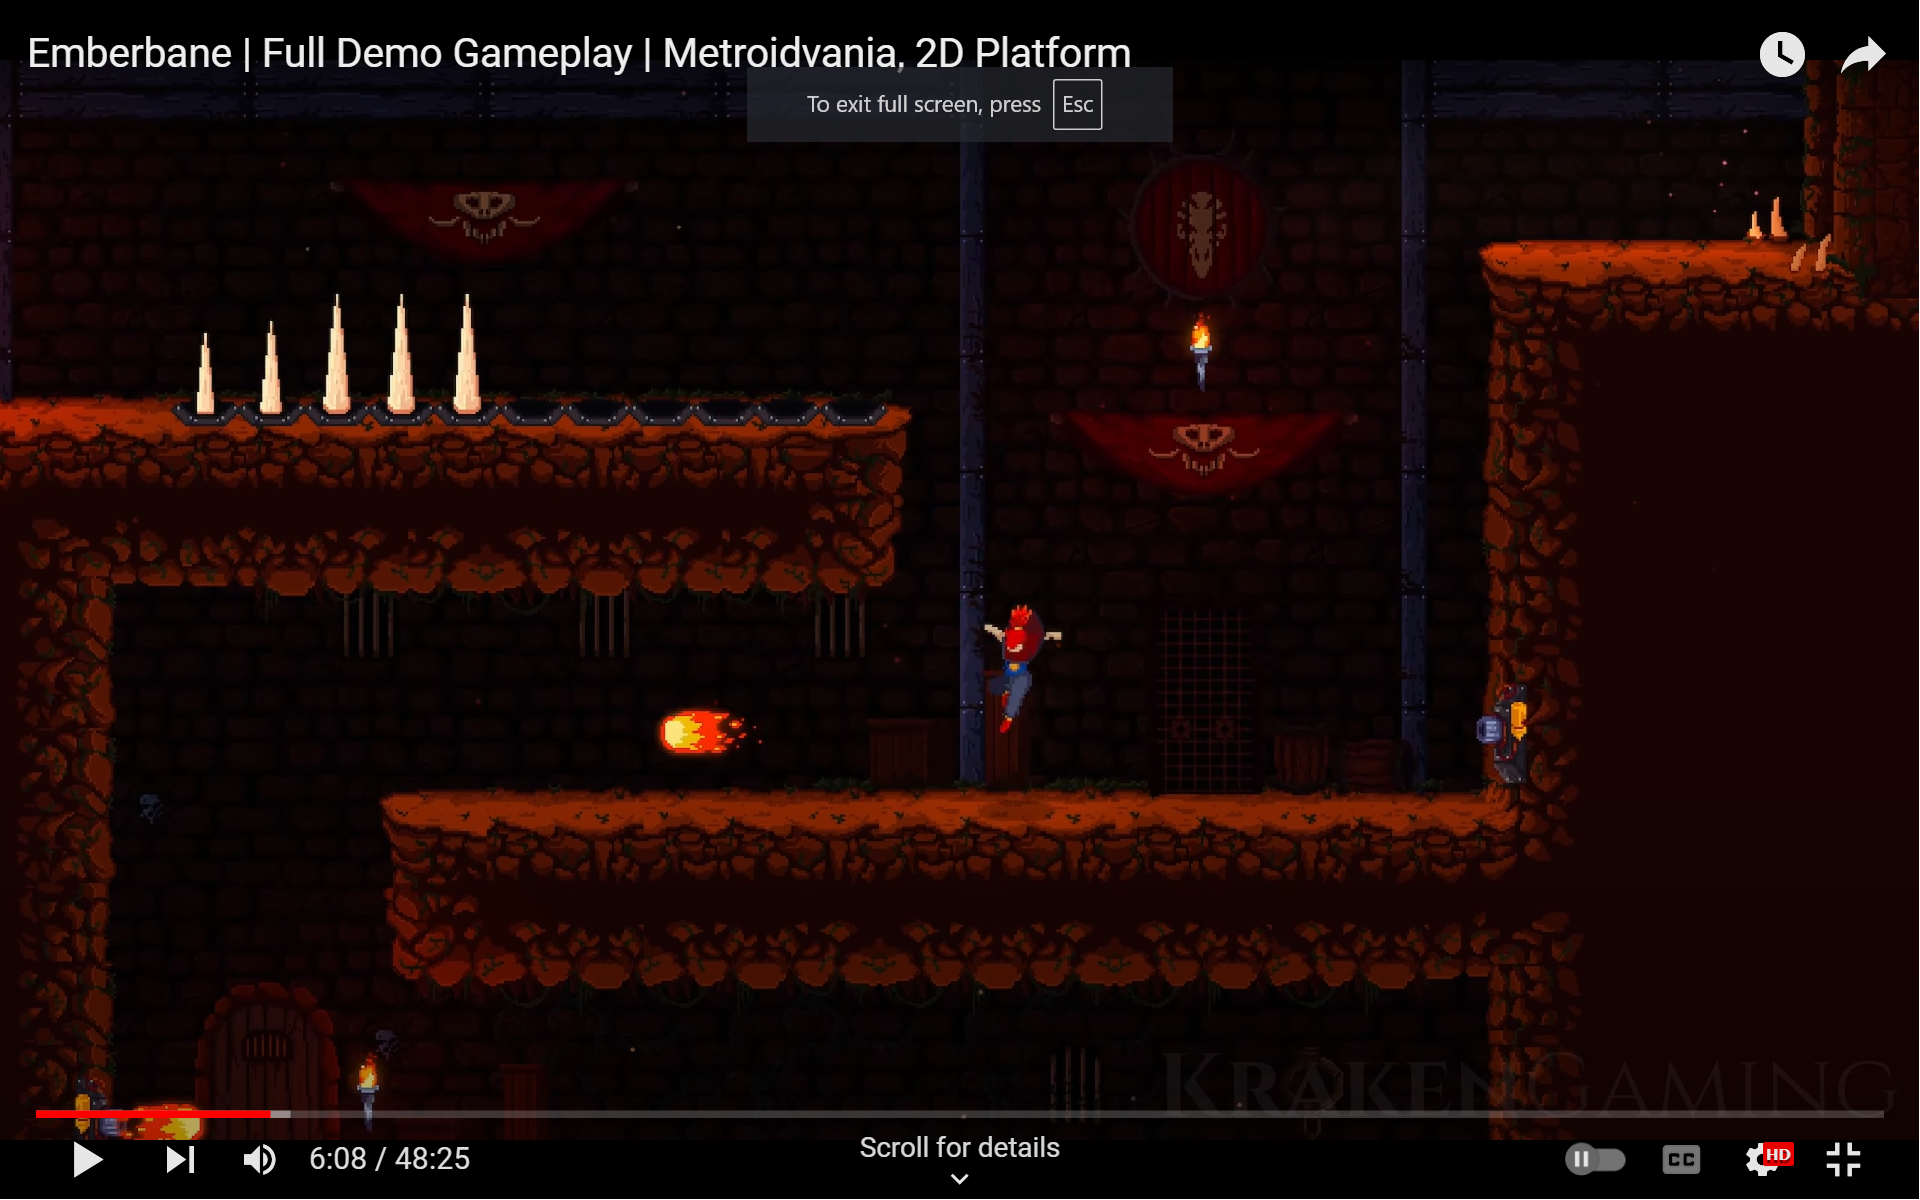 Emberbane | Full Demo Gameplay | Metroidvania, 2D Platform
To exit full screen, press Esc
KRAKENGAMING
Scroll for details
6:08 / 48:25
CC
HD